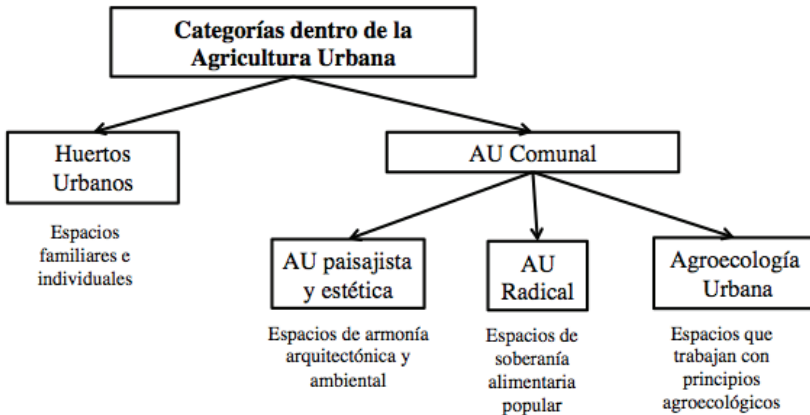 Categorías dentro de la
Agricultura Urbana
Huertos
Urbanos
AU Comunal
Espacios
familiares e
individuales
AU paisajista
y estética
AU
Radical
Agroecología
Urbana
Espacios de armonía
arquitectónica y
ambiental
Espacios de
soberanía
alimentaria
popular
Espacios que
trabajan con
principios
agroecológicos